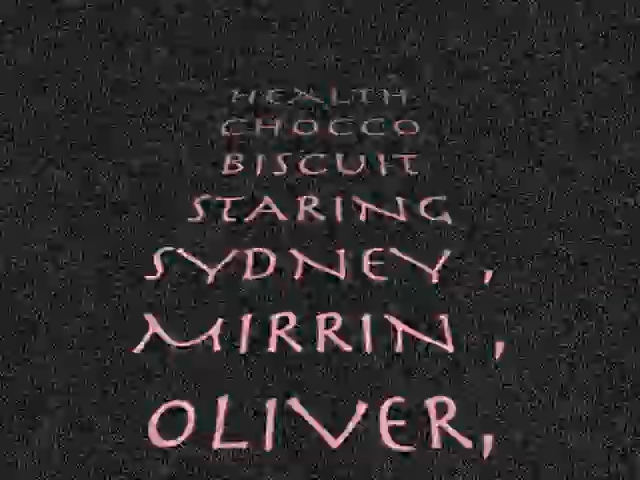 HEALTH
CHOCCO
BISCUIT
STARING
SYDNEY ,
MIRRIN ,
OLIVER,